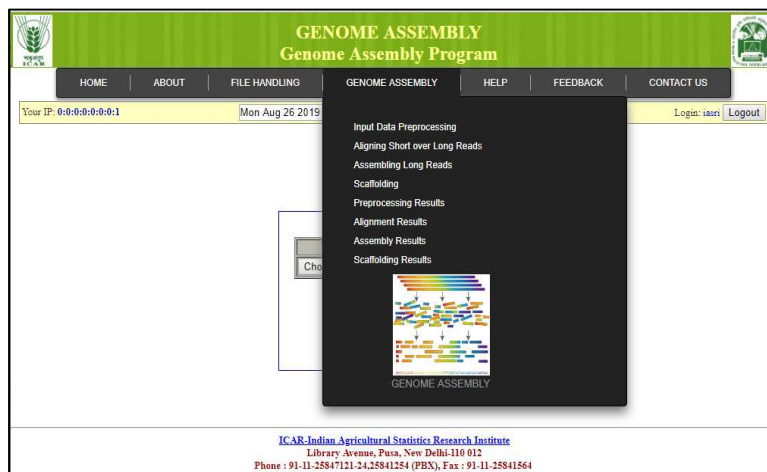 GENOME ASSEMBLY
Genome Assembly Program
ICAR
HOME ABOUT FILE HANDLING GENOME ASSEMBLY HELP FEEDBACK CONTACT US
Your IP: 0:0:0:0:0:0:0:1 Mon Aug 26 2019 Login: iasri Logout
Input Data Preprocessing
Aligning Short over Long Reads
Assembling Long Reads
Scaffolding
Preprocessing Results
Alignment Results
Assembly Results
Scaffolding Results
Cho
GENOME ASSEMBLY
ICAR-Indian Agricultural Statistics Research Institute
Library Avenue, Pusa, New Delhi-110 012
Phone : 91-11-25847121-24,25841254 (PBX), Fax : 91-11-25841564